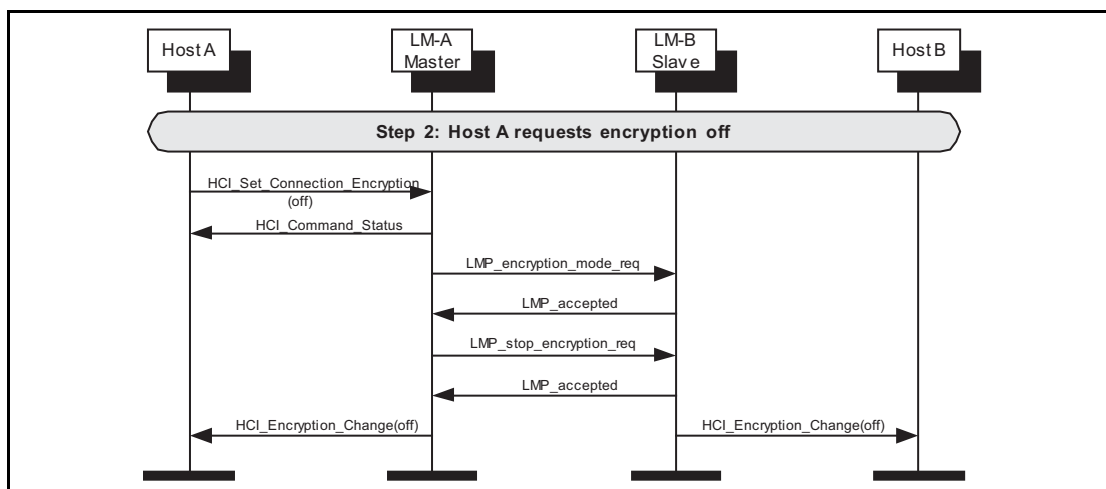 Host A
LM-A
Master
LM-B
Slave
Host B
Step 2: Host A requests encryption off
HCI_Set_Connection_Encryption
(off)
HCI_Command_Status
LMP_encryption_mode_req
LMP_accepted
LMP_stop_encryption_req
LMP_accepted
HCI_Encryption_Change(off)
HCI_Encryption_Change(off)